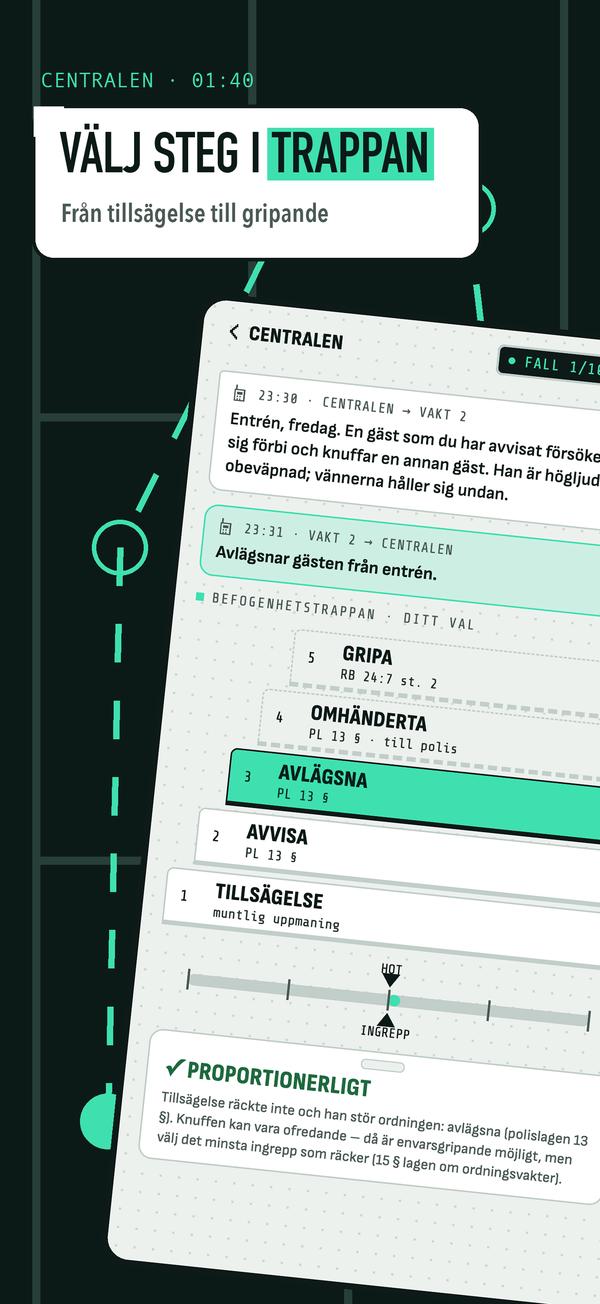 CENTRALEN · 01:40
VÄLJ STEG I TRAPPAN
Från tillsägelse till gripande
CENTRALEN
FALL 1/10
23:30 · CENTRALEN → VAKT 2
Entrén, fredag. En gäst som du har avvisat försöke
sig förbi och knuffar en annan gäst. Han är högljud
obeväpnad; vännerna håller sig undan.
23:31 · VAKT 2 → CENTRALEN
Avlägsnar gästen från entrén.
BEFOGENHETSTRAPPAN · DITT VAL
5 GRIPA
RB 24:7 st. 2
4 OMHÄNDERTA
PL 13 § · till polis
3 AVLÄGSNA
PL 13 §
2 AVVISA
PL 13 §
1 TILLSÄGELSE
muntlig uppmaning
HOT
INGREPP
✓ PROPORTIONERLIGT
Tillsägelse räckte inte och han stör ordningen: avlägsna (polislagen 13
§). Knuffen kan vara ofredande – då är envarsgripande möjligt, men
välj det minsta ingrepp som räcker (15 § lagen om ordningsvakter).